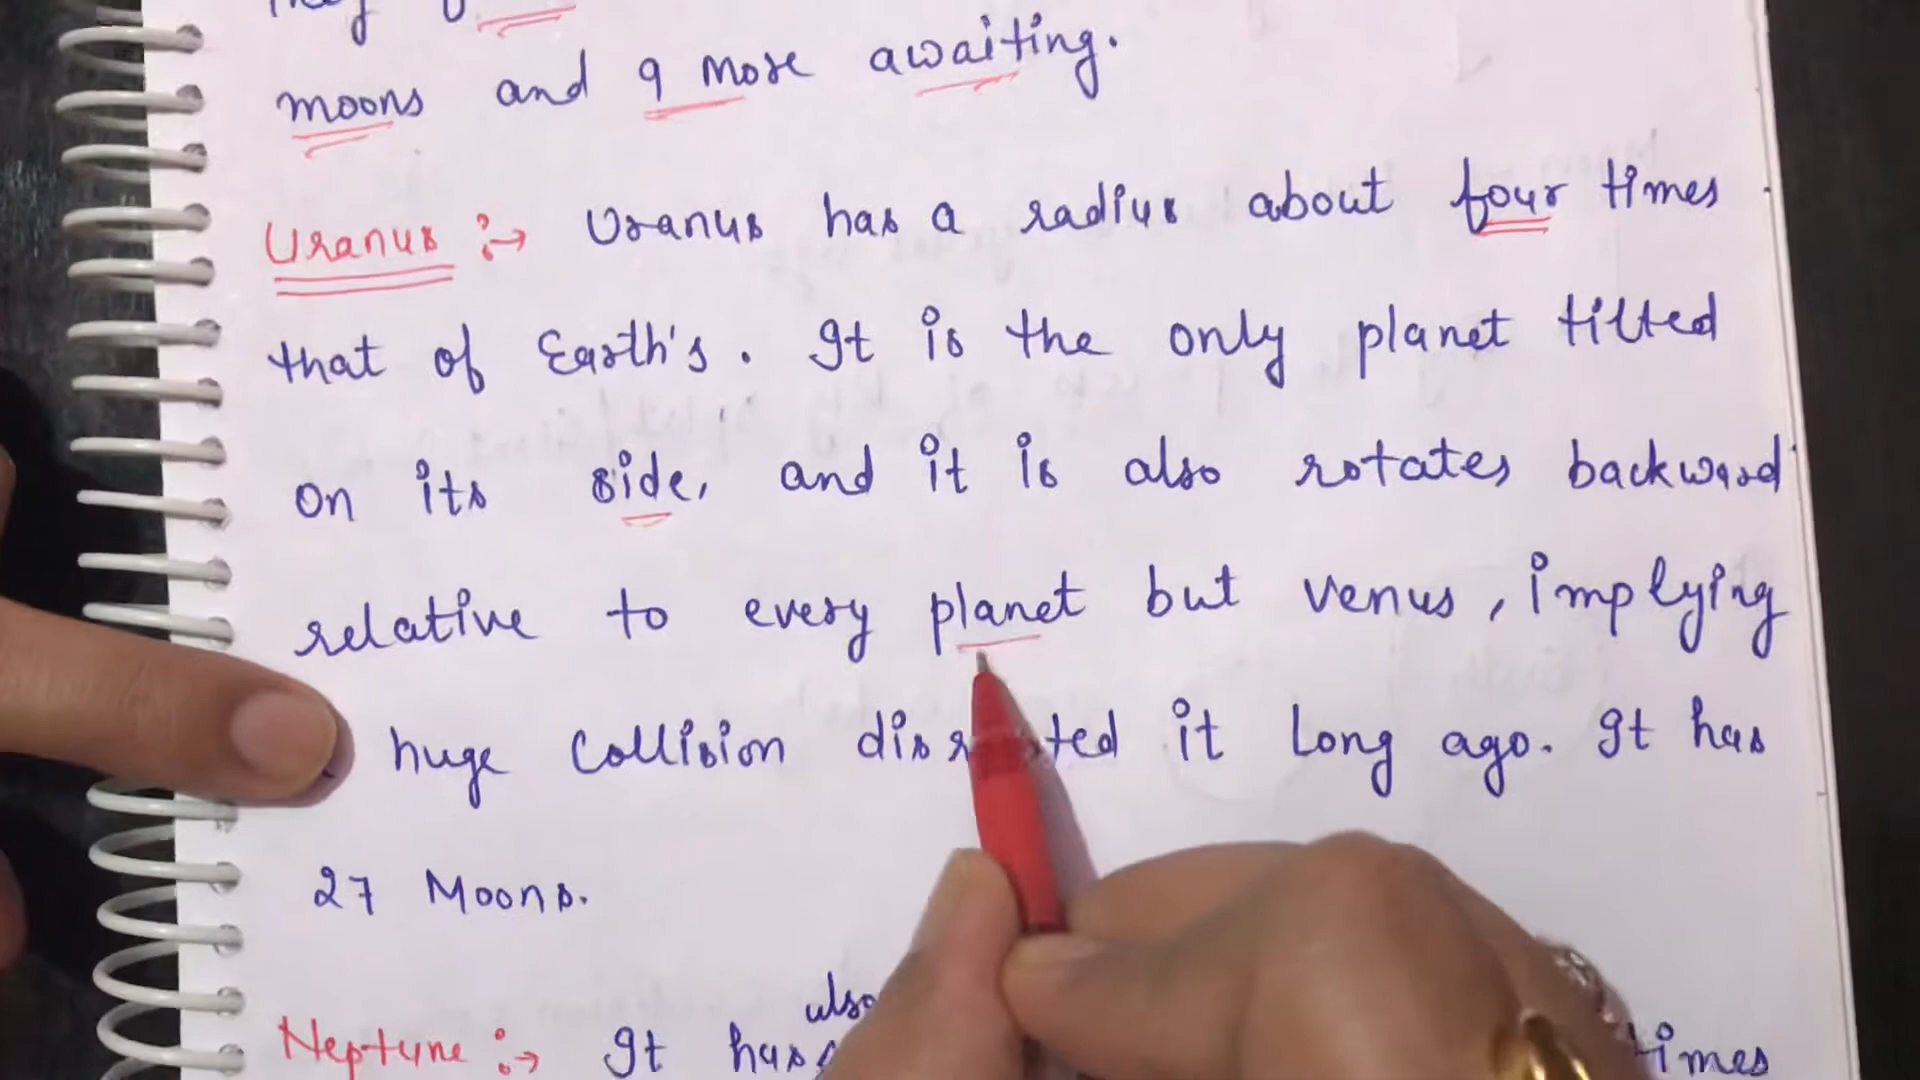 moons and 9 more awaiting.
Uranus :→ Uranus has a radius about four times
that of Earth's. It is the only planet tilted
on its side, and it is also rotates backward
relative to every planet but venus, implying
huge collision it long ago. It has
27 Moons.
also
Neptune :→ It has times